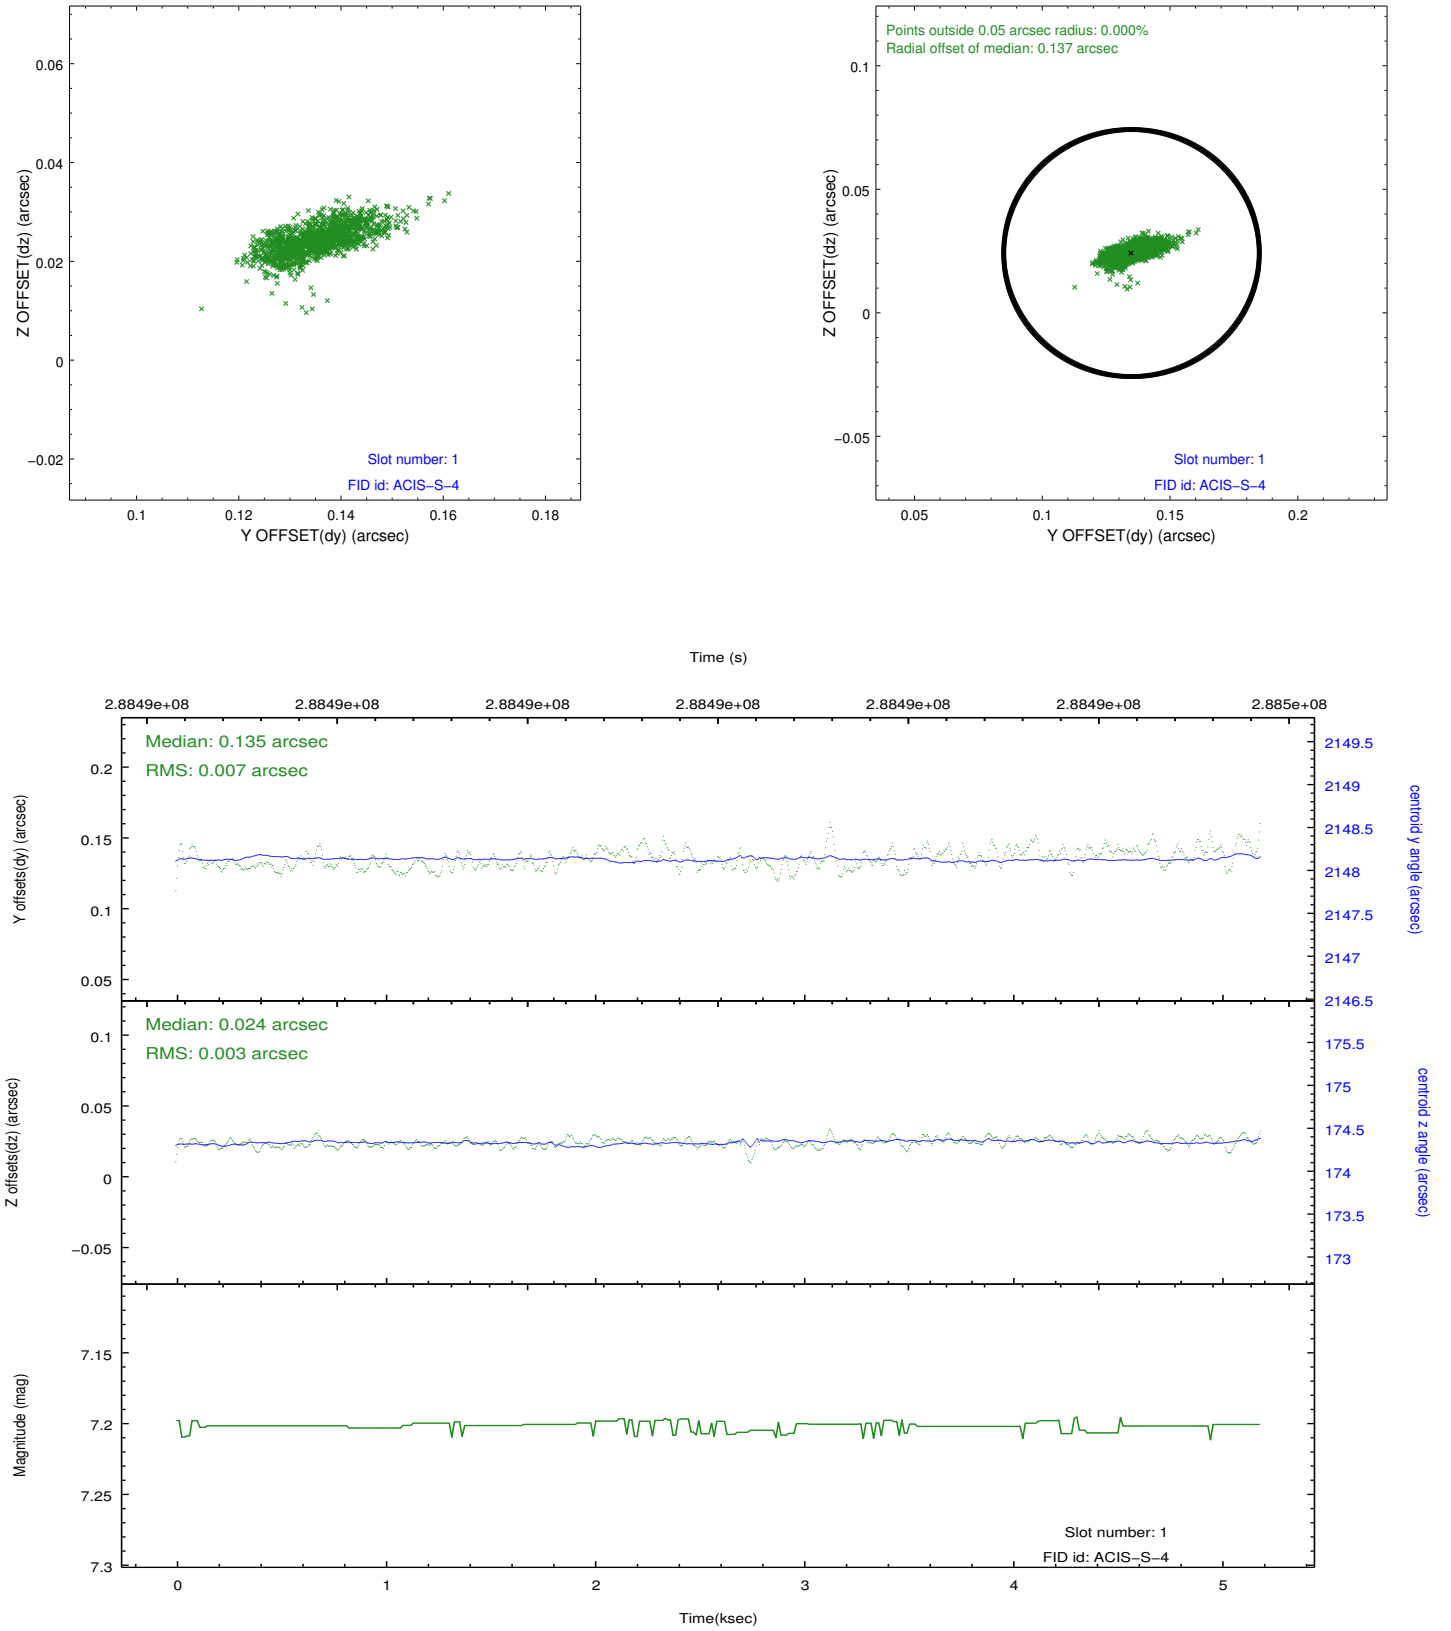 0.06
0.04
0.02
0
−0.02
Z OFFSET(dz) (arcsec)
Slot number: 1
FID id: ACIS−S−4
0.1
0.12
0.14
0.16
0.18
Y OFFSET(dy) (arcsec)
Points outside 0.05 arcsec radius: 0.000%
Radial offset of median: 0.137 arcsec
0.1
0.05
0
−0.05
Z OFFSET(dz) (arcsec)
Slot number: 1
FID id: ACIS−S−4
0.05
0.1
0.15
0.2
Y OFFSET(dy) (arcsec)
Time (s)
2.8849e+08
2.8849e+08
2.8849e+08
2.8849e+08
2.8849e+08
2.8849e+08
2.885e+08
Median: 0.135 arcsec
RMS: 0.007 arcsec
0.2
0.15
0.1
0.05
Y offsets(dy) (arcsec)
2149.5
2149
2148.5
2148
2147.5
2147
2146.5
centroid y angle (arcsec)
Median: 0.024 arcsec
RMS: 0.003 arcsec
0.1
0.05
0
−0.05
Z offsets(dz) (arcsec)
175.5
175
174.5
174
173.5
173
centroid z angle (arcsec)
7.15
7.2
7.25
7.3
Magnitude (mag)
Slot number: 1
FID id: ACIS−S−4
0
1
2
3
4
5
Time(ksec)